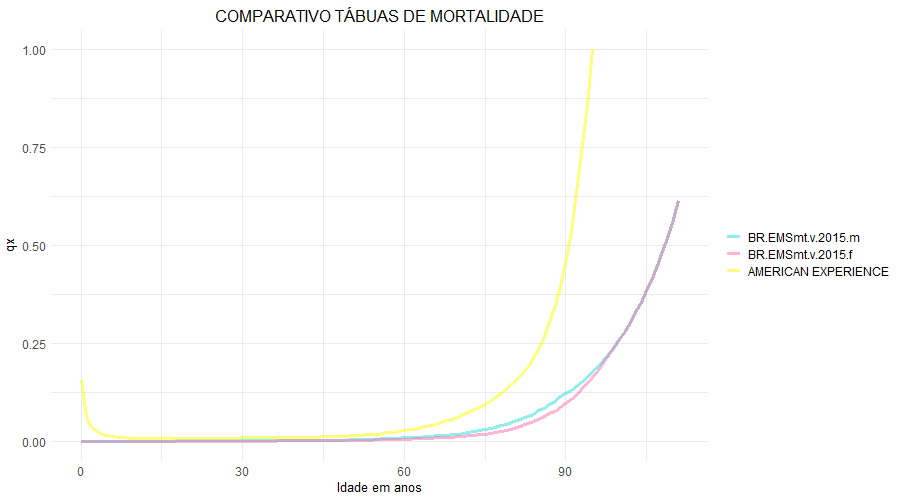 COMPARATIVO TÁBUAS DE MORTALIDADE
1.00
0.75
0.50
0.25
0.00
qx
0 30 60 90
Idade em anos
BR.EMSmt.v.2015.m
BR.EMSmt.v.2015.f
AMERICAN EXPERIENCE